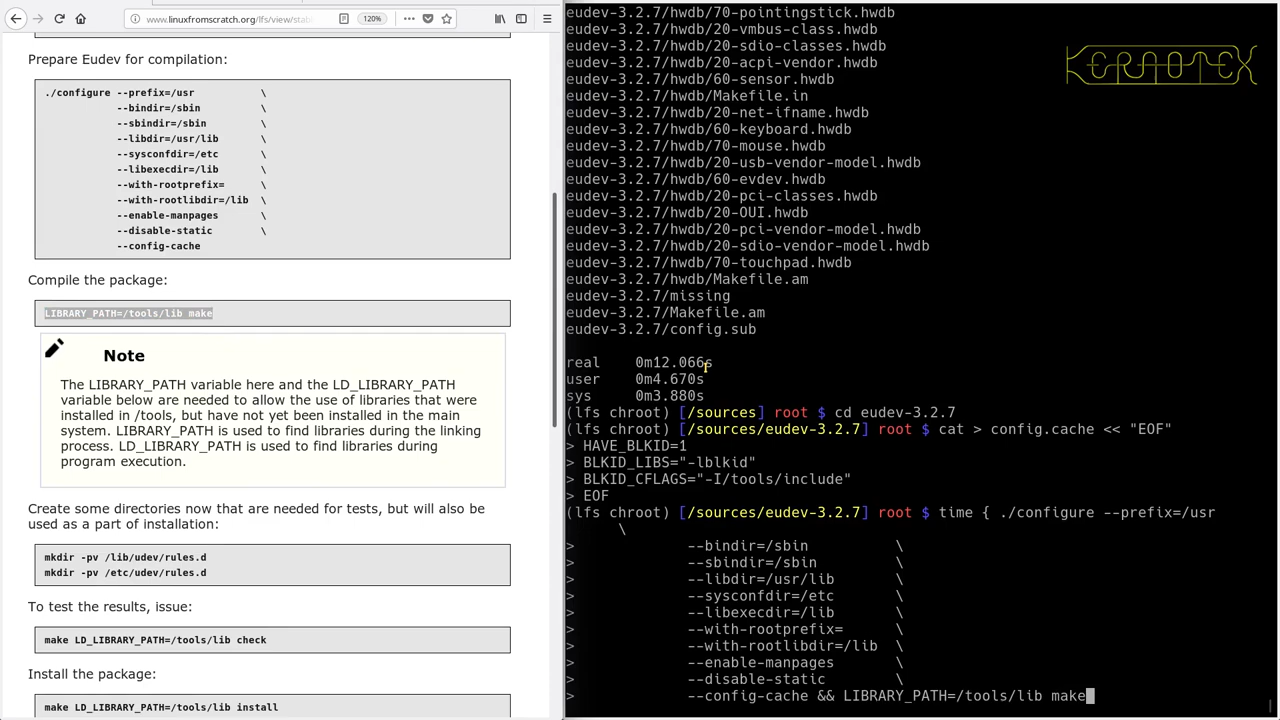 www.linuxfromscratch.org/lfs/view/stabl
120%
Prepare Eudev for compilation:
./configure --prefix=/usr \
--bindir=/sbin \
--sbindir=/sbin \
--libdir=/usr/lib \
--sysconfdir=/etc \
--libexecdir=/lib \
--with-rootprefix= \
--with-rootlibdir=/lib \
--enable-manpages \
--disable-static \
--config-cache
Compile the package:
LIBRARY_PATH=/tools/lib make
Note
The LIBRARY_PATH variable here and the LD_LIBRARY_PATH
variable below are needed to allow the use of libraries that were
installed in /tools, but have not yet been installed in the main
system. LIBRARY_PATH is used to find libraries during the linking
process. LD_LIBRARY_PATH is used to find libraries during
program execution.
Create some directories now that are needed for tests, but will also be
used as a part of installation:
mkdir -pv /lib/udev/rules.d
mkdir -pv /etc/udev/rules.d
To test the results, issue:
make LD_LIBRARY_PATH=/tools/lib check
Install the package:
make LD_LIBRARY_PATH=/tools/lib install
eudev-3.2.7/hwdb/70-pointingstick.hwdb
eudev-3.2.7/hwdb/20-vmbus-class.hwdb
eudev-3.2.7/hwdb/20-sdio-classes.hwdb
eudev-3.2.7/hwdb/20-acpi-vendor.hwdb
eudev-3.2.7/hwdb/60-sensor.hwdb
eudev-3.2.7/hwdb/Makefile.in
eudev-3.2.7/hwdb/20-net-ifname.hwdb
eudev-3.2.7/hwdb/60-keyboard.hwdb
eudev-3.2.7/hwdb/70-mouse.hwdb
eudev-3.2.7/hwdb/20-usb-vendor-model.hwdb
eudev-3.2.7/hwdb/60-evdev.hwdb
eudev-3.2.7/hwdb/20-pci-classes.hwdb
eudev-3.2.7/hwdb/20-OUI.hwdb
eudev-3.2.7/hwdb/20-pci-vendor-model.hwdb
eudev-3.2.7/hwdb/20-sdio-vendor-model.hwdb
eudev-3.2.7/hwdb/70-touchpad.hwdb
eudev-3.2.7/hwdb/Makefile.am
eudev-3.2.7/missing
eudev-3.2.7/Makefile.am
eudev-3.2.7/config.sub
real 0m12.066s
user 0m4.670s
sys 0m3.880s
(lfs chroot) [/sources] root $ cd eudev-3.2.7
(lfs chroot) [/sources/eudev-3.2.7] root $ cat > config.cache << "EOF"
> HAVE_BLKID=1
> BLKID_LIBS="-lblkid"
> BLKID_CFLAGS="-I/tools/include"
> EOF
(lfs chroot) [/sources/eudev-3.2.7] root $ time { ./configure --prefix=/usr
\
> --bindir=/sbin \
> --sbindir=/sbin \
> --libdir=/usr/lib \
> --sysconfdir=/etc \
> --libexecdir=/lib \
> --with-rootprefix= \
> --with-rootlibdir=/lib \
> --enable-manpages \
> --disable-static \
> --config-cache && LIBRARY_PATH=/tools/lib make